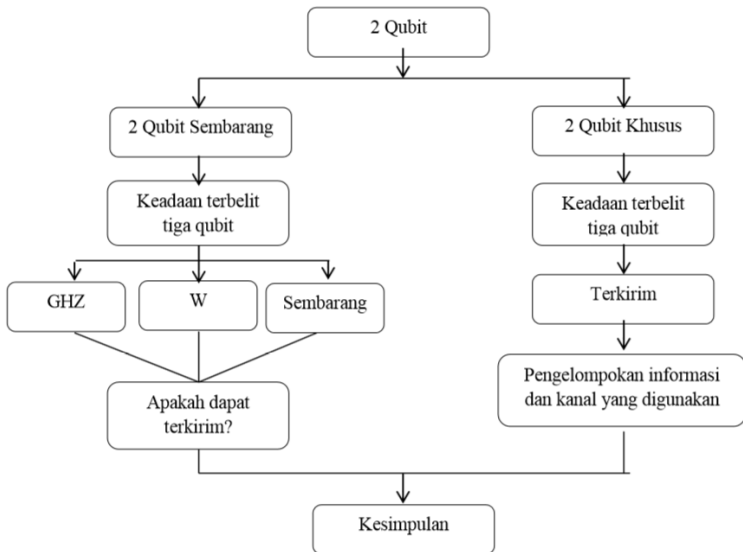 2 Qubit
2 Qubit Sembarang
2 Qubit Khusus
Keadaan terbelit
tiga qubit
Keadaan terbelit
tiga qubit
GHZ
W
Sembarang
Terkirim
Apakah dapat
terkirim?
Pengelompokan informasi
dan kanal yang digunakan
Kesimpulan